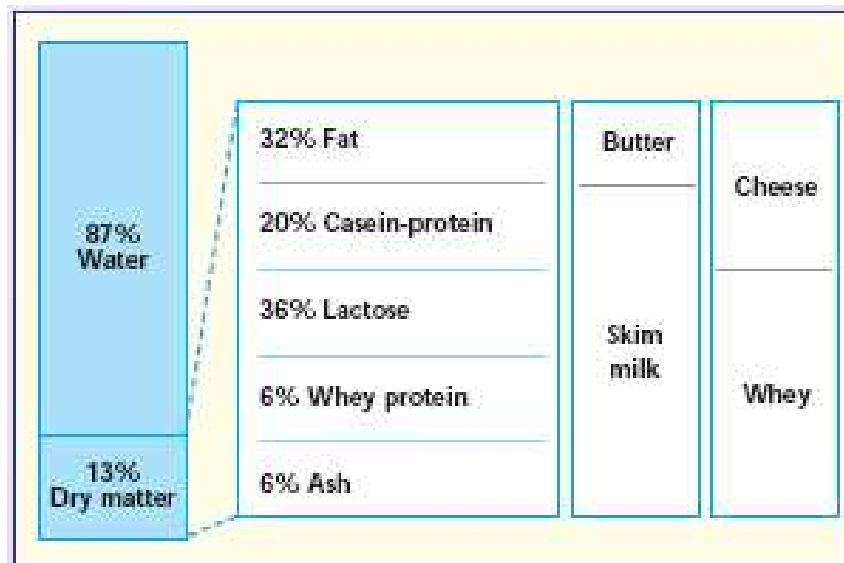 87%
Water
13%
Dry matter
32% Fat
20% Casein-protein
36% Lactose
6% Whey protein
6% Ash
Butter
Skim
milk
Cheese
Whey